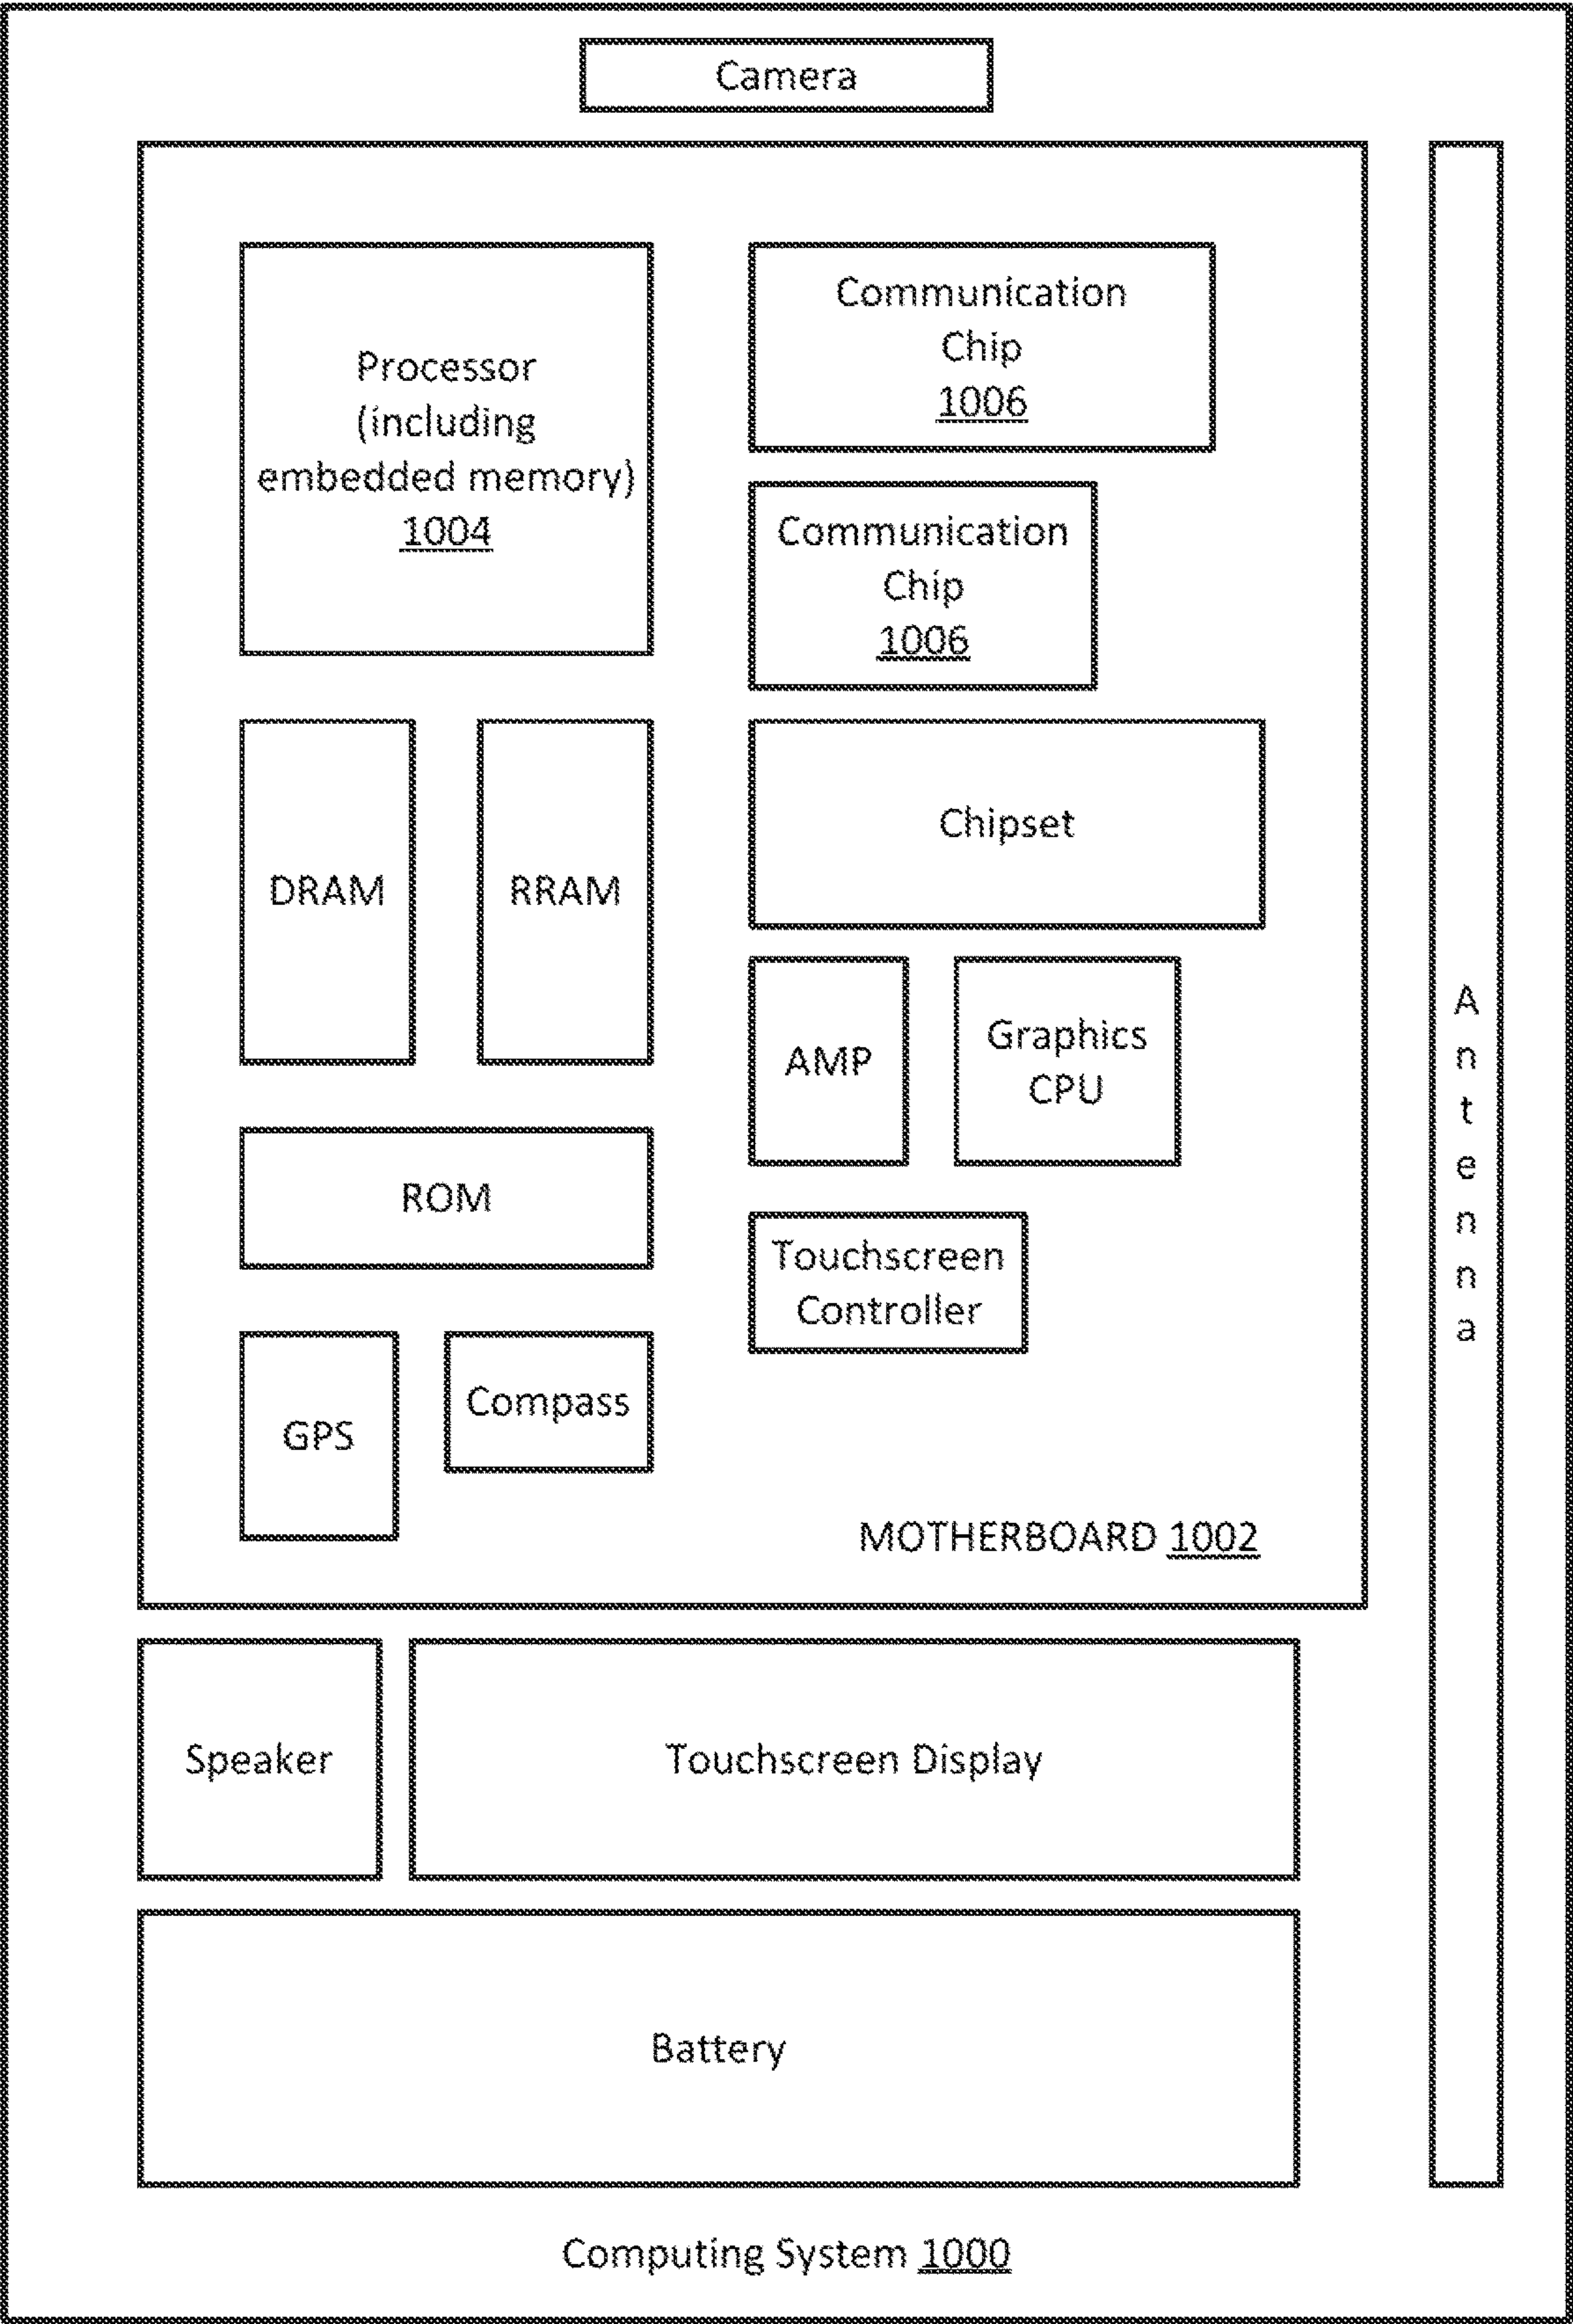 Camera
Processor
(including
embedded memory)
1004
Communication
Chip
1006
Communication
Chip
1006
DRAM
RRAM
Chipset
AMP
Graphics
CPU
ROM
Touchscreen
Controller
GPS
Compass
MOTHERBOARD 1002
Antenna
Speaker
Touchscreen Display
Battery
Computing System 1000